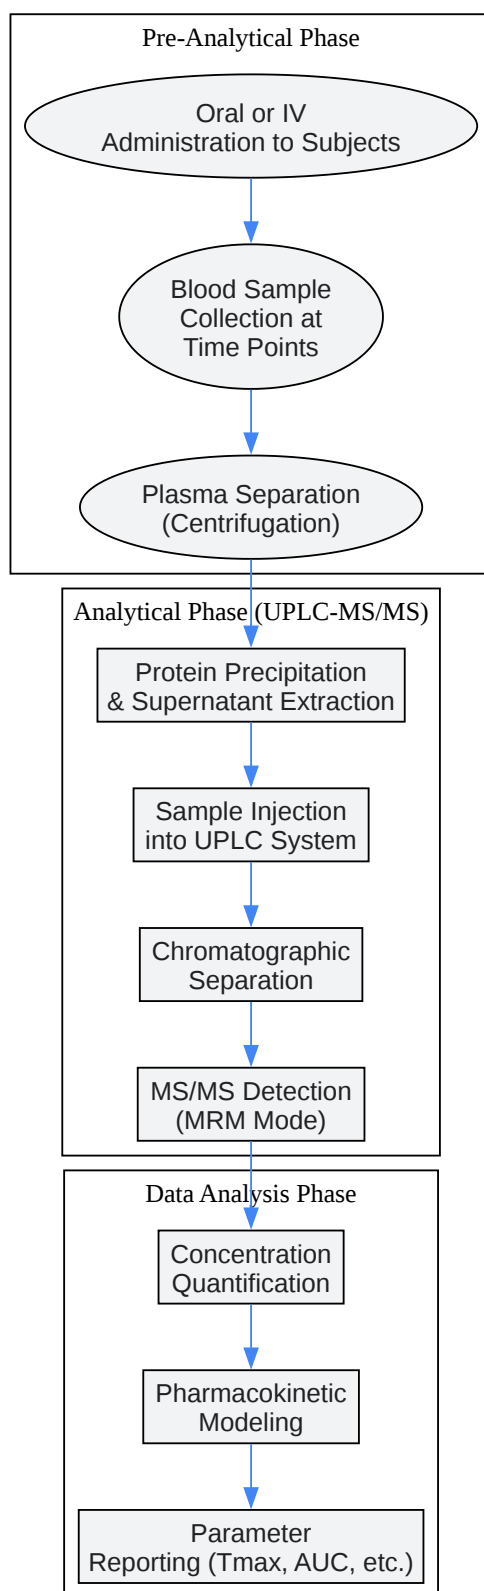 Pre-Analytical Phase
Oral or IV
Administration to Subjects
Blood Sample
Collection at
Time Points
Plasma Separation
(Centrifugation)
Analytical Phase (UPLC-MS/MS)
Protein Precipitation
& Supernatant Extraction
Sample Injection
into UPLC System
Chromatographic
Separation
MS/MS Detection
(MRM Mode)
Data Analysis Phase
Concentration
Quantification
Pharmacokinetic
Modeling
Parameter
Reporting (Tmax, AUC, etc.)